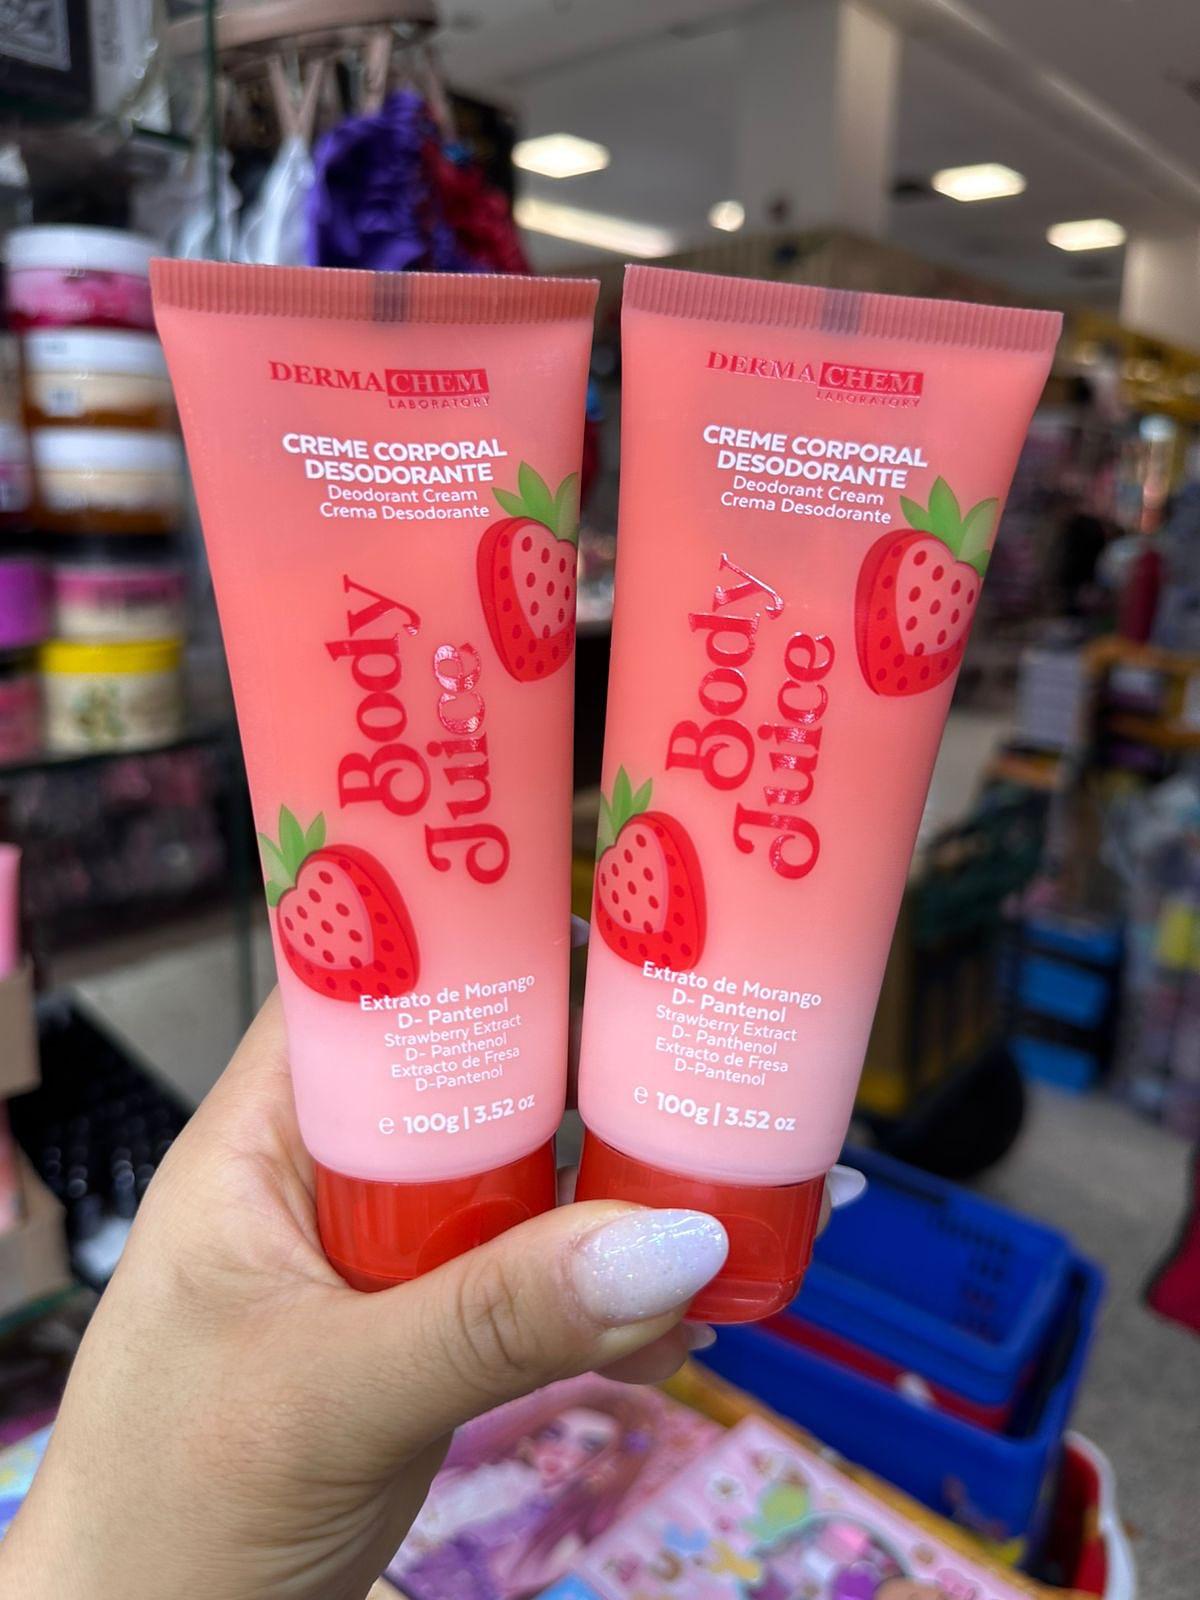 DERMA CHEM
LABORATORY
CREME CORPORAL
DESODORANTE
Deodorant Cream
Crema Desodorante
Body
Juice
Extrato de Morango
D- Pantenol
Strawberry Extract
D- Panthenol
Extracto de Fresa
D-Pantenol
e 100g | 3.52 oz
DERMA CHEM
LABORATORY
CREME CORPORAL
DESODORANTE
Deodorant Cream
Crema Desodorante
Body
Juice
Extrato de Morango
D- Pantenol
Strawberry Extract
D- Panthenol
Extracto de Fresa
D-Pantenol
e 100g | 3.52 oz